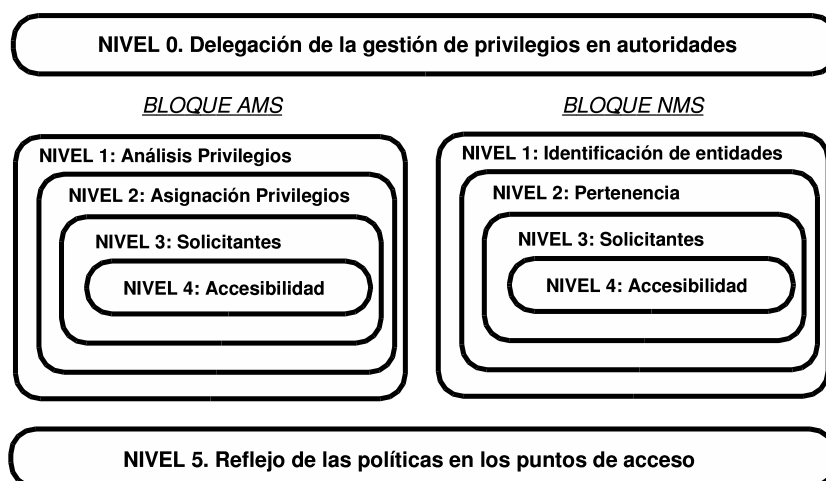 NIVEL 0. Delegación de la gestión de privilegios en autoridades
BLOQUE AMS
NIVEL 1: Análisis Privilegios
NIVEL 2: Asignación Privilegios
NIVEL 3: Solicitantes
NIVEL 4: Accesibilidad
BLOQUE NMS
NIVEL 1: Identificación de entidades
NIVEL 2: Pertenencia
NIVEL 3: Solicitantes
NIVEL 4: Accesibilidad
NIVEL 5. Reflejo de las políticas en los puntos de acceso